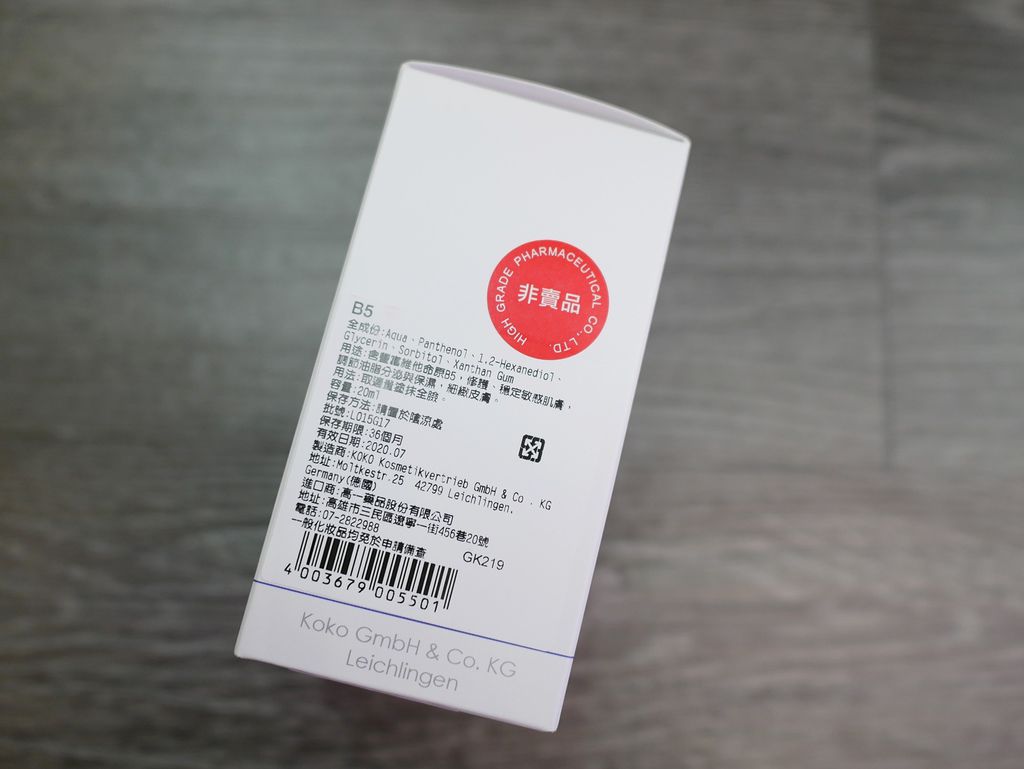 HIGH GRADE PHARMACEUTICAL CO.,LTD.
非賣品
B5
全成份:Aqua、Panthenol、1,2-Hexanediol、
Glycerin、Sorbitol、Xanthan Gum
用途:含豐富維他命原B5，修護、穩定敏感肌膚，
調節油脂分泌與保濕，細緻皮膚。
用法:取適量塗抹全臉。
容量:20ml
保存方法:請置於陰涼處
批號:L015G17
保存期限:36個月
有效日期:2020.07
製造商:KOKO Kosmetikvertrieb GmbH & Co . KG
地址:Moltkestr.25 42799 Leichlingen,
Germany(德國)
進口商:高一藥品股份有限公司
地址:高雄市三民區遼寧一街456巷20號
電話:07-2822988
一般化妝品均免於申請備查
GK219
4 003679 005501
Koko GmbH & Co. KG
Leichlingen